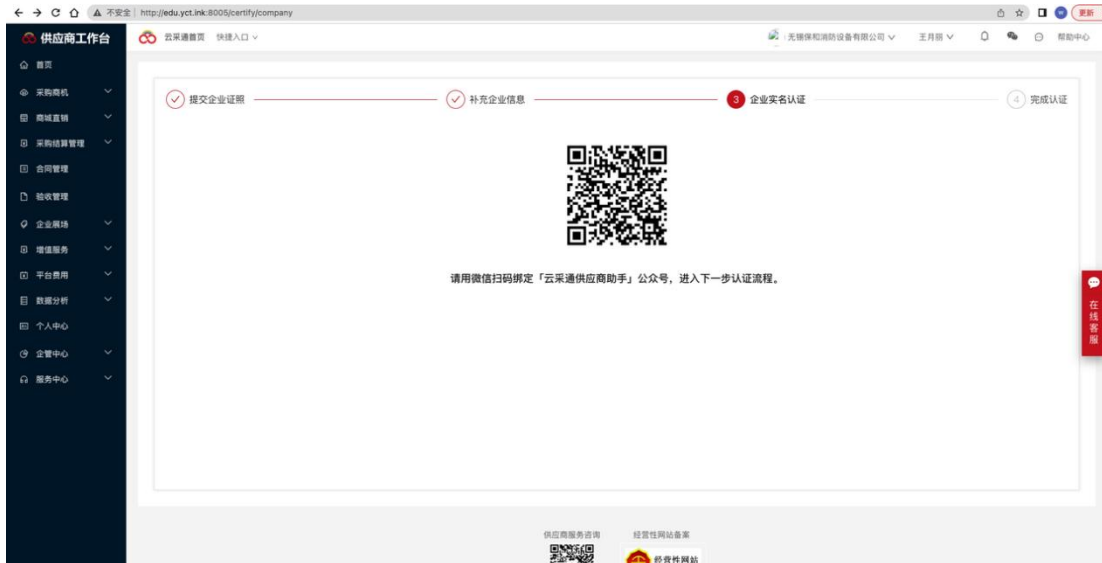 不安全 | http://edu.yct.ink:8005/certify/company
更新
供应商工作台
云采通首页 快捷入口
无锡保和消防设备有限公司 王月丽 帮助中心
首页
采购商机
商城直销
采购结算管理
合同管理
验收管理
企业展场
增值服务
平台费用
数据分析
个人中心
企管中心
服务中心
提交企业证照
补充企业信息
3 企业实名认证
4 完成认证
请用微信扫码绑定「云采通供应商助手」公众号，进入下一步认证流程。
在线客服
供应商服务咨询 经营性网站备案
经营性网站